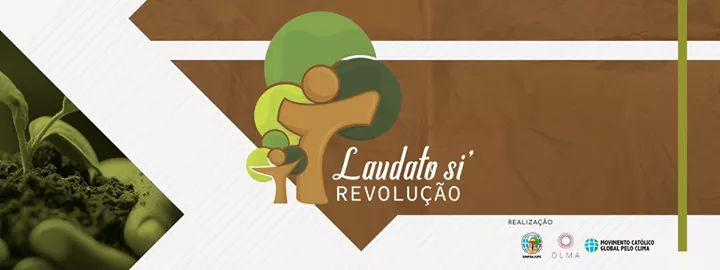 Laudato si'
REVOLUÇÃO
REALIZAÇÃO
OLMA
MOVIMENTO CATÓLICO
GLOBAL PELO CLIMA